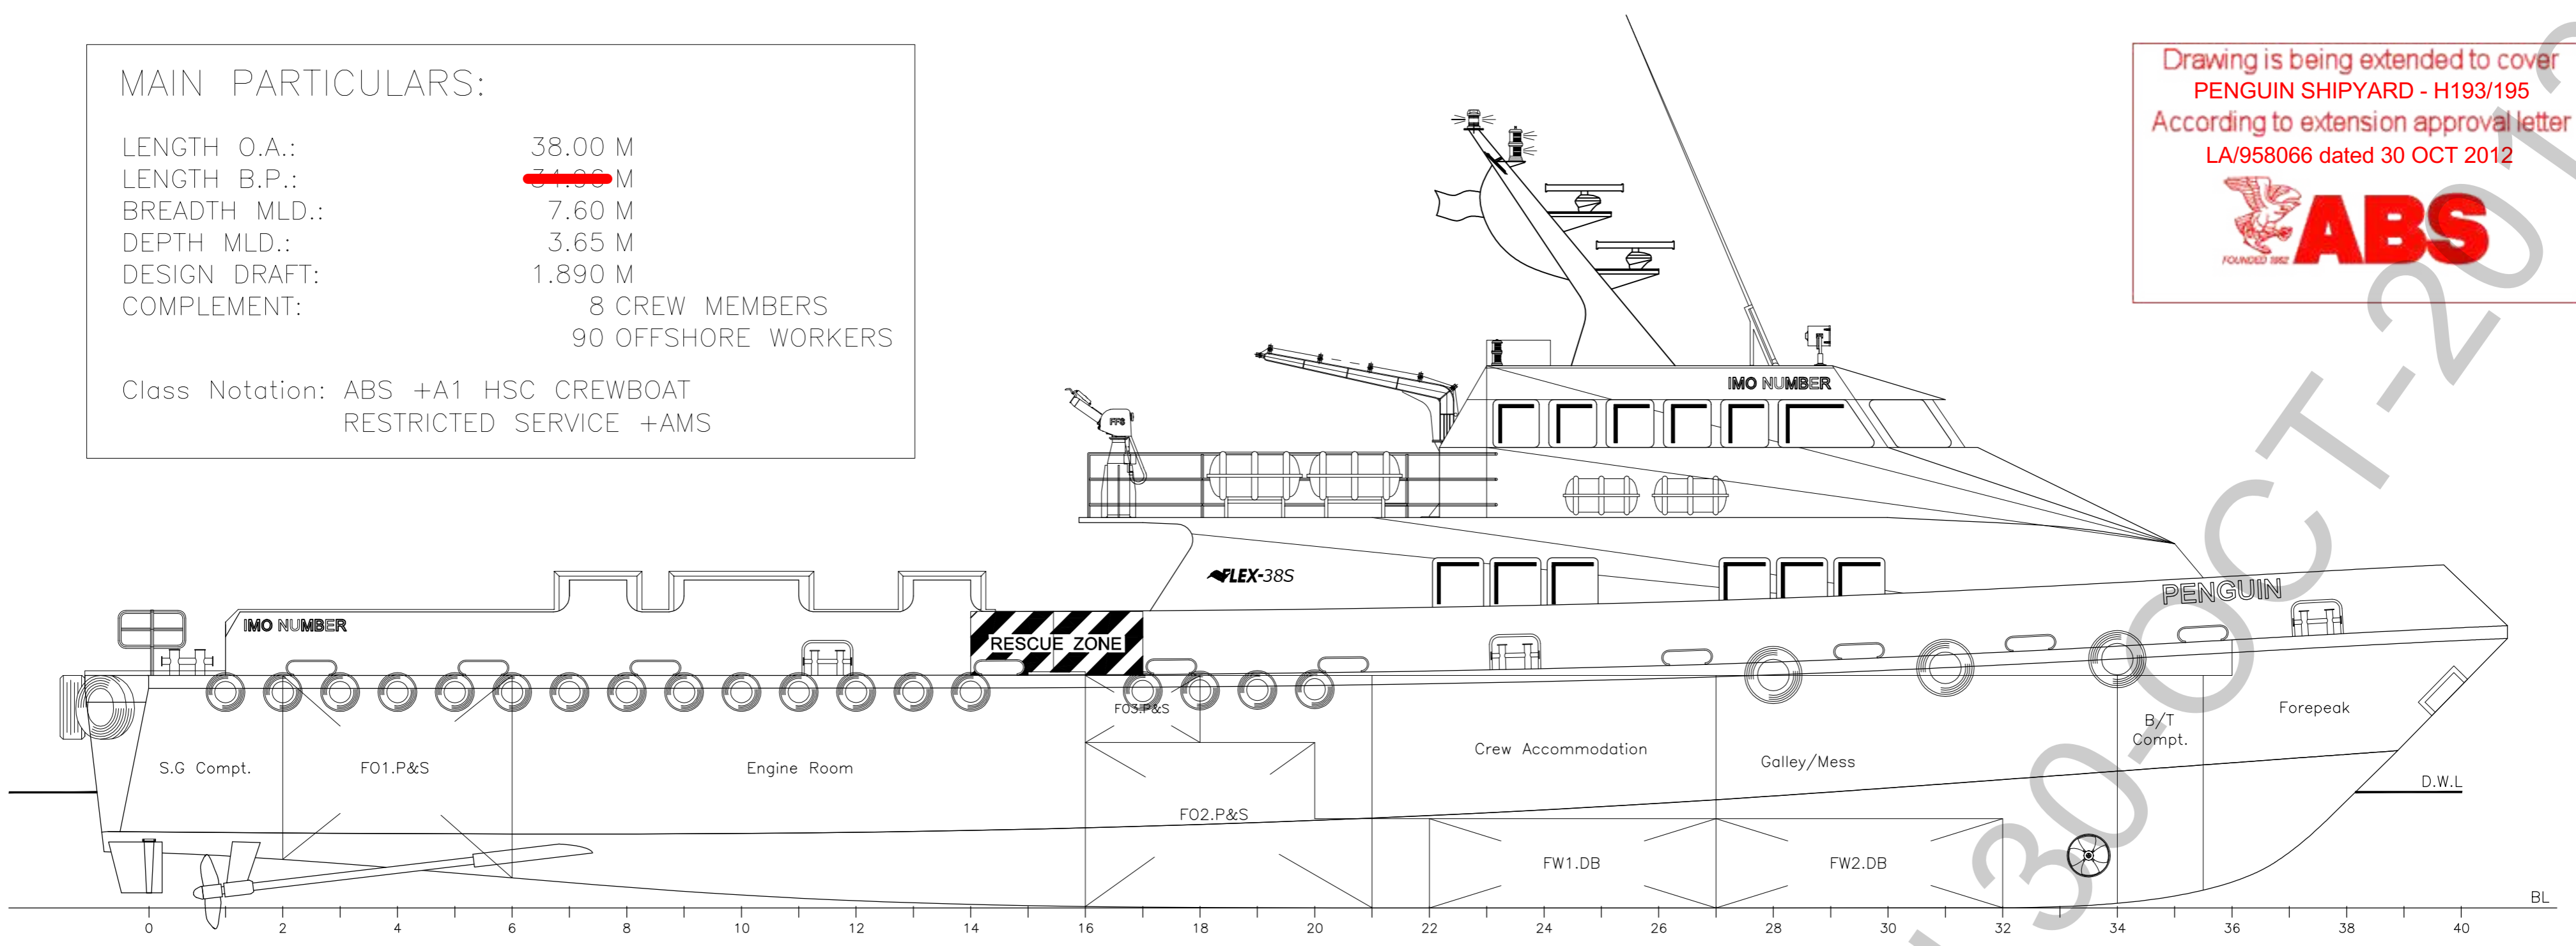 MAIN PARTICULARS:
LENGTH O.A.: 38.00 M
LENGTH B.P.: M
BREADTH MLD.: 7.60 M
DEPTH MLD.: 3.65 M
DESIGN DRAFT: 1.890 M
COMPLEMENT: 8 CREW MEMBERS
90 OFFSHORE WORKERS
Class Notation: ABS +A1 HSC CREWBOAT
RESTRICTED SERVICE +AMS
Drawing is being extended to cover
PENGUIN SHIPYARD - H193/195
According to extension approval letter
LA/958066 dated 30 OCT 2012
FOUNDED 1862
ABS
30-OCT-2012
IMO NUMBER
FFS
FLEX-38S
PENGUIN
IMO NUMBER
RESCUE ZONE
FO3.P&S
Forepeak
B/T
Compt.
Crew Accommodation
Galley/Mess
S.G Compt.
FO1.P&S
Engine Room
D.W.L
FO2.P&S
FW1.DB
FW2.DB
BL
0 2 4 6 8 10 12 14 16 18 20 22 24 26 28 30 32 34 36 38 40